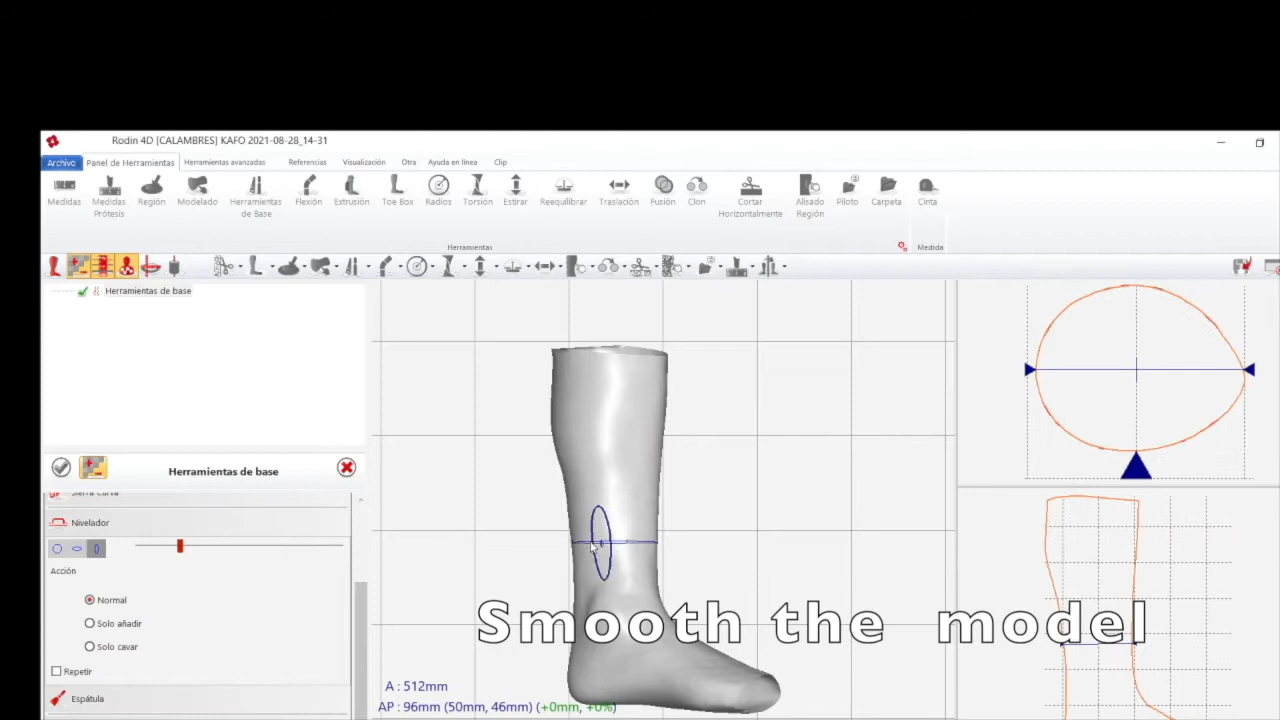 Rodin 4D [CALAMBRES] KAFO 2021-08-28_14-31
Archivo Panel de Herramientas Herramientas avanzadas Referencias Visualización Otra Ayuda en línea Clip
Medidas Medidas Prótesis Región Modelado Herramientas de Base Flexión Extrusión Toe Box Radios Torsión Estirar Reequilibrar Traslación Fusión Clon Cortar Horizontalmente Alisado Región Piloto Carpeta Cinta
Herramientas Medida
Herramientas de base
Herramientas de base
Sierra Curva
Nivelador
Acción
Normal
Solo añadir
Solo cavar
Repetir
Espátula
Smooth the model
A : 512mm
AP : 96mm (50mm, 46mm) (+0mm, +0%)